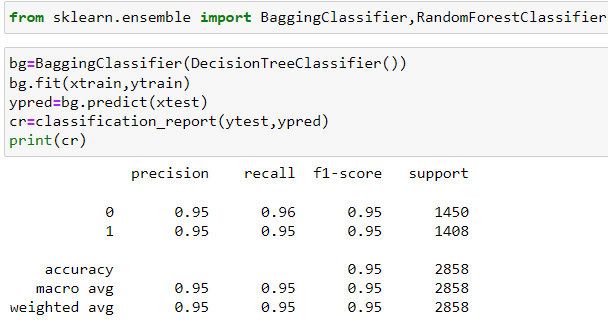 from sklearn.ensemble import BaggingClassifier,RandomForestClassifier
bg=BaggingClassifier(DecisionTreeClassifier())
bg.fit(xtrain,ytrain)
ypred=bg.predict(xtest)
cr=classification_report(ytest,ypred)
print(cr)
precision recall f1-score support
0 0.95 0.96 0.95 1450
1 0.95 0.95 0.95 1408
accuracy 0.95 2858
macro avg 0.95 0.95 0.95 2858
weighted avg 0.95 0.95 0.95 2858